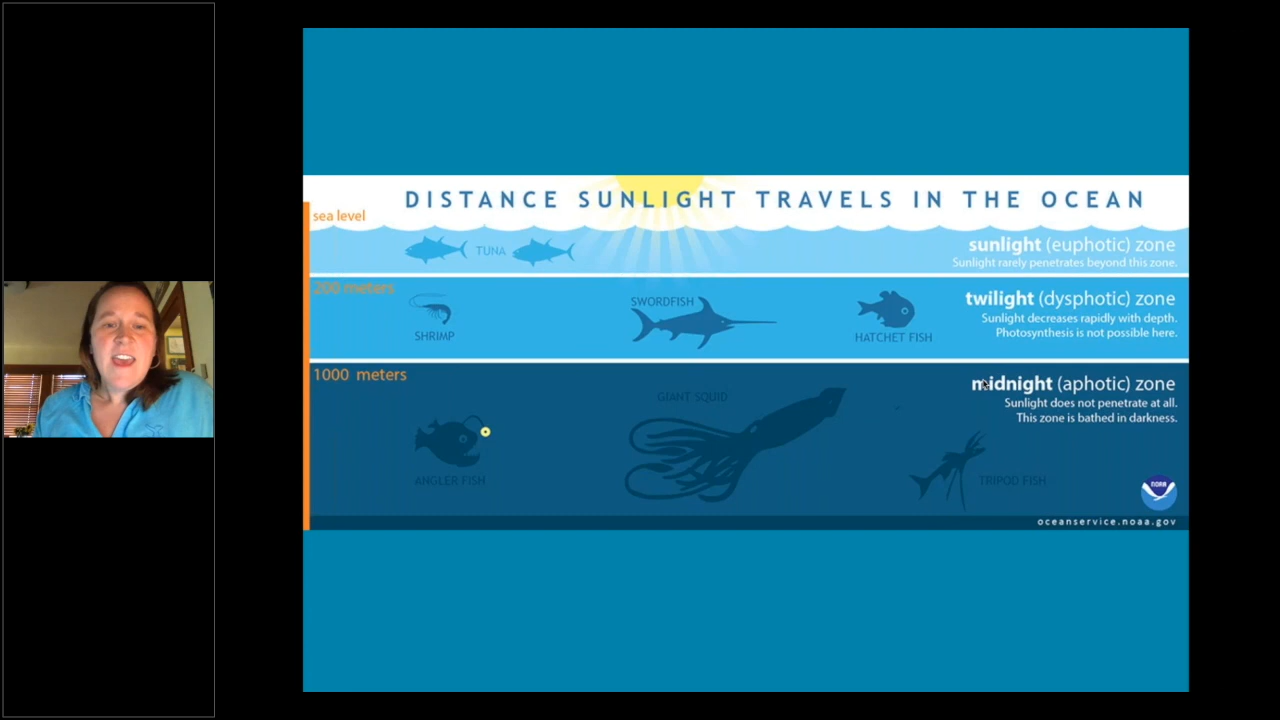 DISTANCE SUNLIGHT TRAVELS IN THE OCEAN
sea level
TUNA
sunlight (euphotic) zone
Sunlight rarely penetrates beyond this zone.
200 meters
SHRIMP
SWORDFISH
HATCHET FISH
twilight (dysphotic) zone
Sunlight decreases rapidly with depth.
Photosynthesis is not possible here.
1000 meters
ANGLER FISH
GIANT SQUID
TRIPOD FISH
midnight (aphotic) zone
Sunlight does not penetrate at all.
This zone is bathed in darkness.
NOAA
oceanservice.noaa.gov